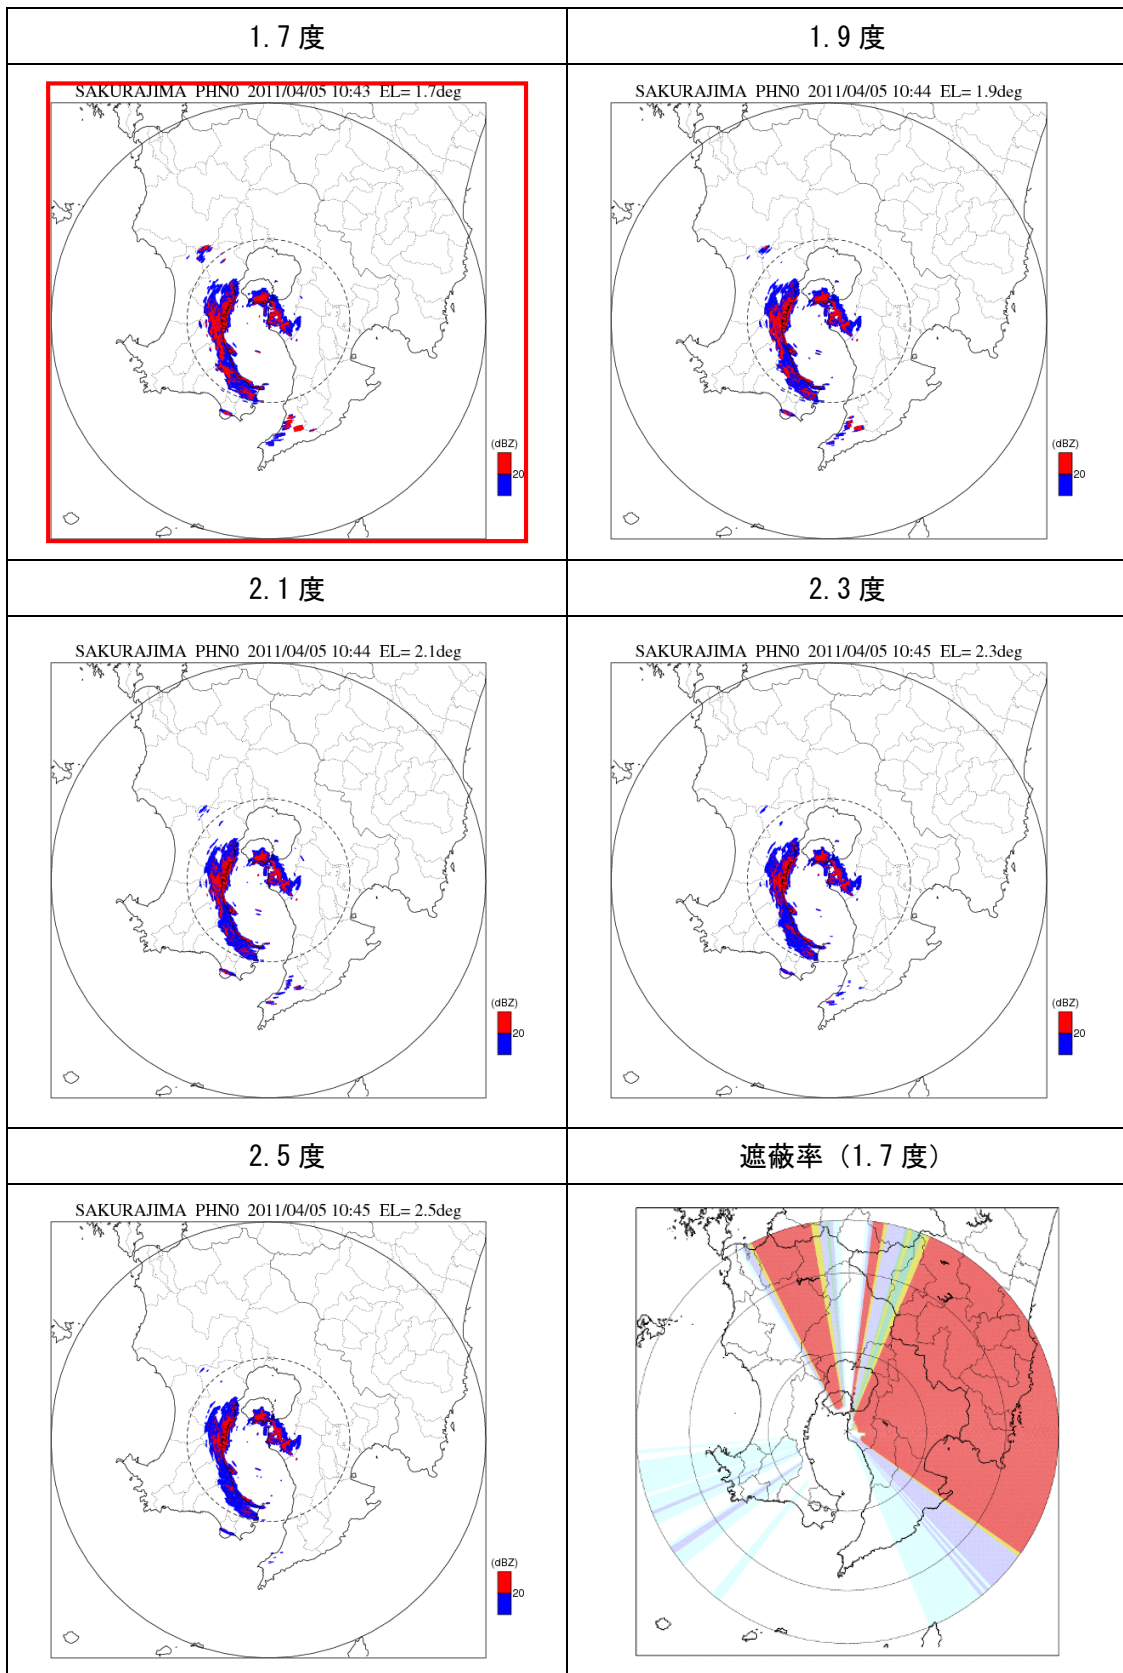 1.7度
1.9度
SAKURAJIMA PHN0 2011/04/05 10:43 EL= 1.7deg
(dBZ)
20
SAKURAJIMA PHN0 2011/04/05 10:44 EL= 1.9deg
(dBZ)
20
2.1度
2.3度
SAKURAJIMA PHN0 2011/04/05 10:44 EL= 2.1deg
(dBZ)
20
SAKURAJIMA PHN0 2011/04/05 10:45 EL= 2.3deg
(dBZ)
20
2.5度
遮蔽率（1.7度）
SAKURAJIMA PHN0 2011/04/05 10:45 EL= 2.5deg
(dBZ)
20